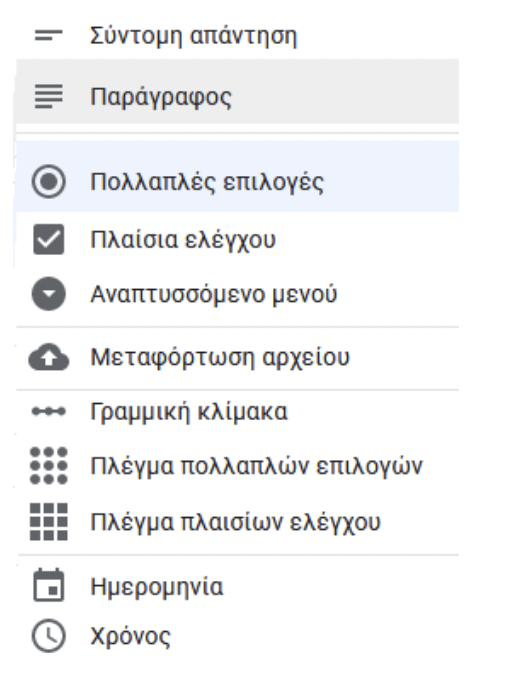 Σύντομη απάντηση
Παράγραφος
Πολλαπλές επιλογές
Πλαίσια ελέγχου
Αναπτυσσόμενο μενού
Μεταφόρτωση αρχείου
Γραμμική κλίμακα
Πλέγμα πολλαπλών επιλογών
Πλέγμα πλαισίων ελέγχου
Ημερομηνία
Χρόνος